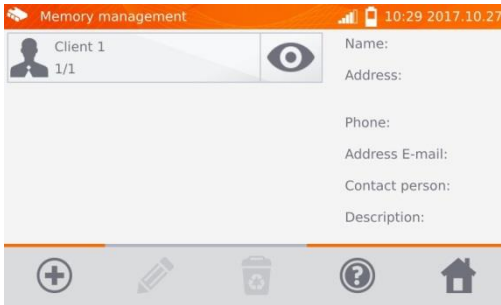 Memory management
10:29 2017.10.27
Client 1
1/1
Name:
Address:
Phone:
Address E-mail:
Contact person:
Description: